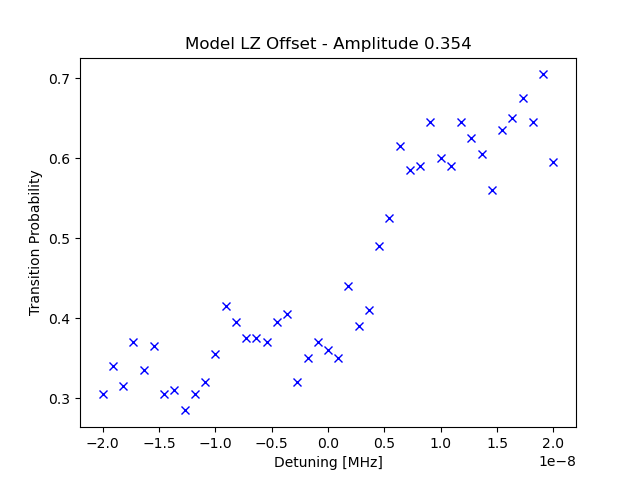 Model LZ Offset - Amplitude 0.354
0.7
0.6
0.5
0.4
0.3
Transition Probability
−2.0 −1.5 −1.0 −0.5 0.0 0.5 1.0 1.5 2.0
Detuning [MHz]
1e−8